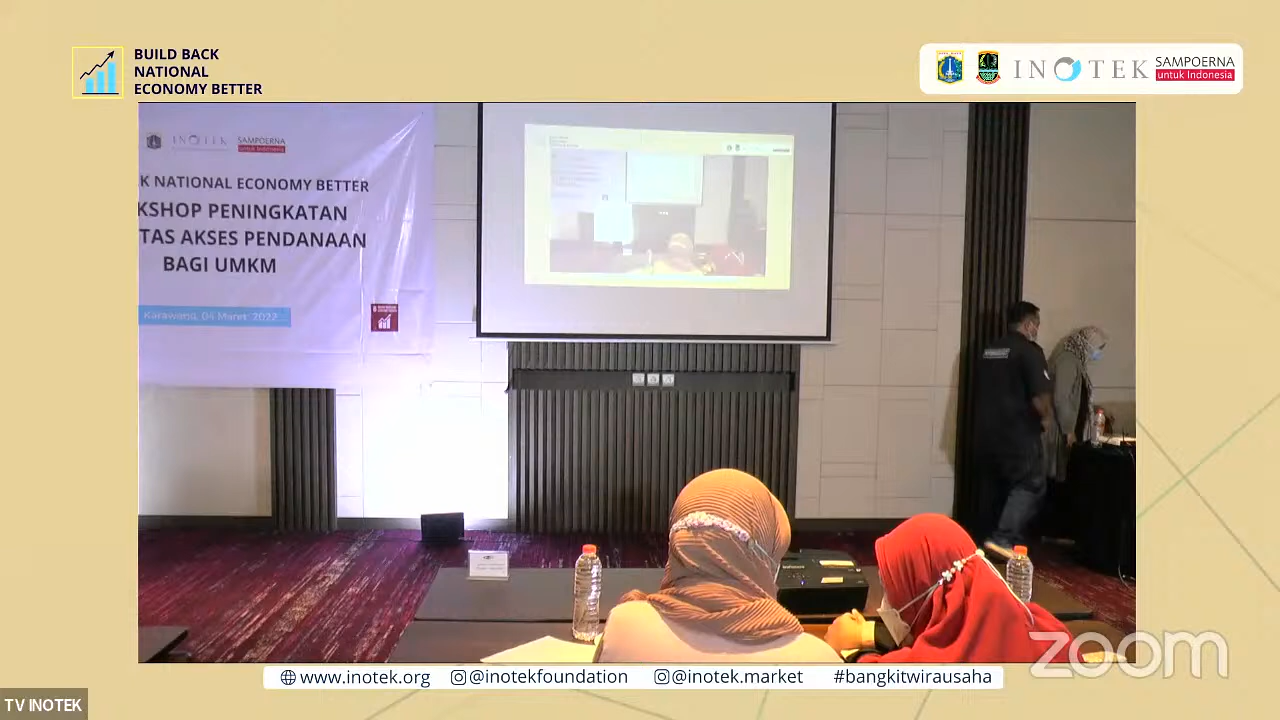 BUILD BACK
NATIONAL
ECONOMY BETTER
INOTEK
SAMPOERNA
untuk Indonesia
INOTEK
SAMPOERNA
untuk Indonesia
K NATIONAL ECONOMY BETTER
KSHOP PENINGKATAN
TAS AKSES PENDANAAN
BAGI UMKM
Karawang, 04 Maret 2022
zoom
www.inotek.org @inotekfoundation @inotek.market #bangkitwirausaha
TV INOTEK